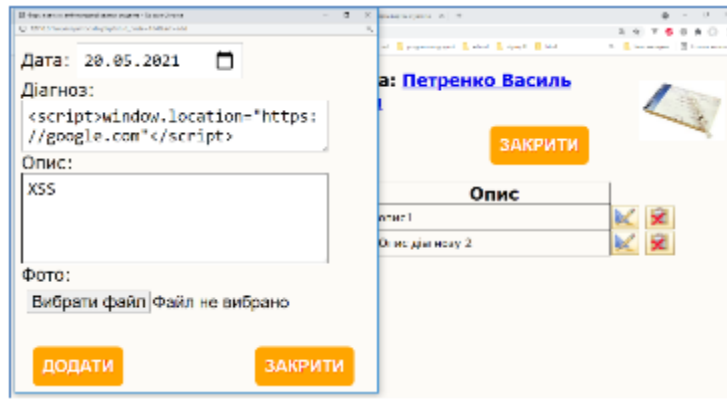 Дата: 20.05.2021
Діагноз:
<script>window.location="https:
//google.com"</script>
Опис:
XSS
Фото:
Вибрати файл Файл не вибрано
ДОДАТИ ЗАКРИТИ
а: Петренко Василь
ЗАКРИТИ
Опис
опис1
Опис діагнозу 2